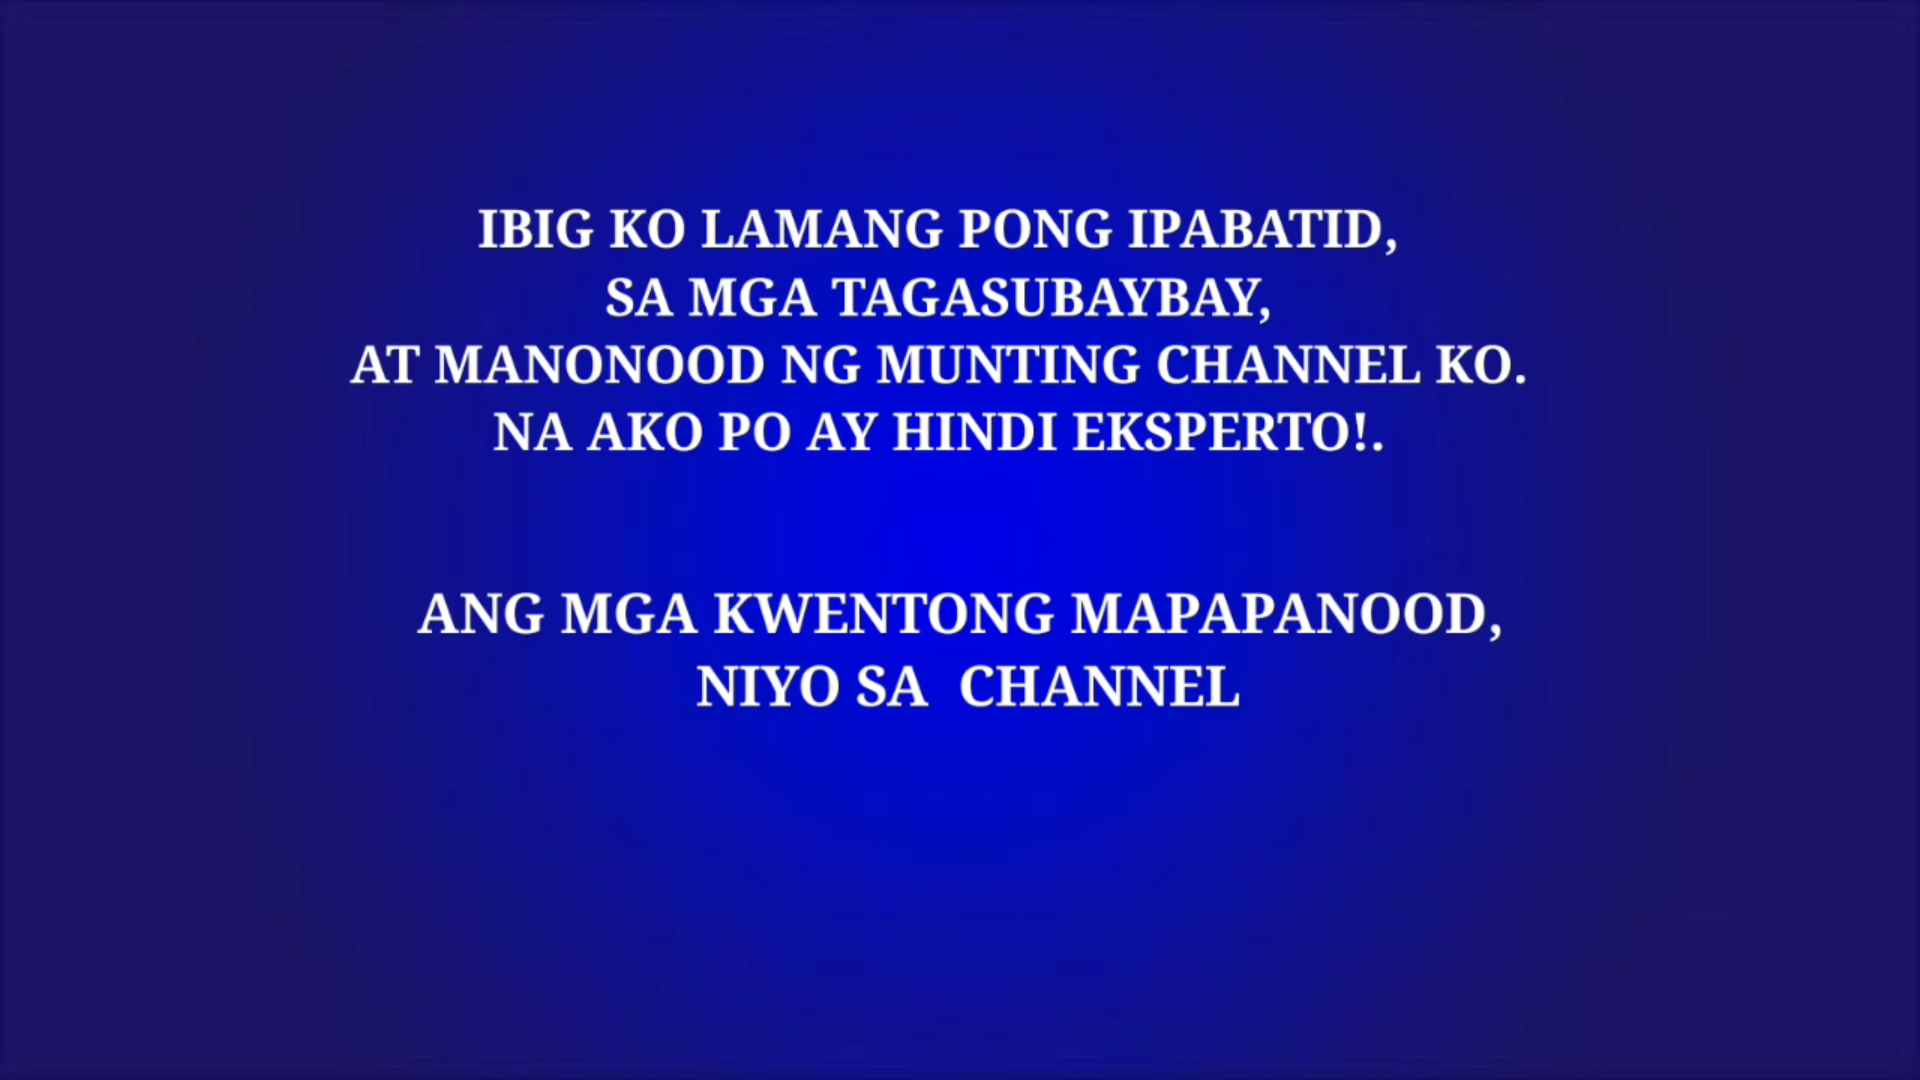 IBIG KO LAMANG PONG IPABATID,
SA MGA TAGASUBAYBAY,
AT MANONOOD NG MUNTING CHANNEL KO.
NA AKO PO AY HINDI EKSPERTO!.
ANG MGA KWENTONG MAPAPANOOD,
NIYO SA CHANNEL